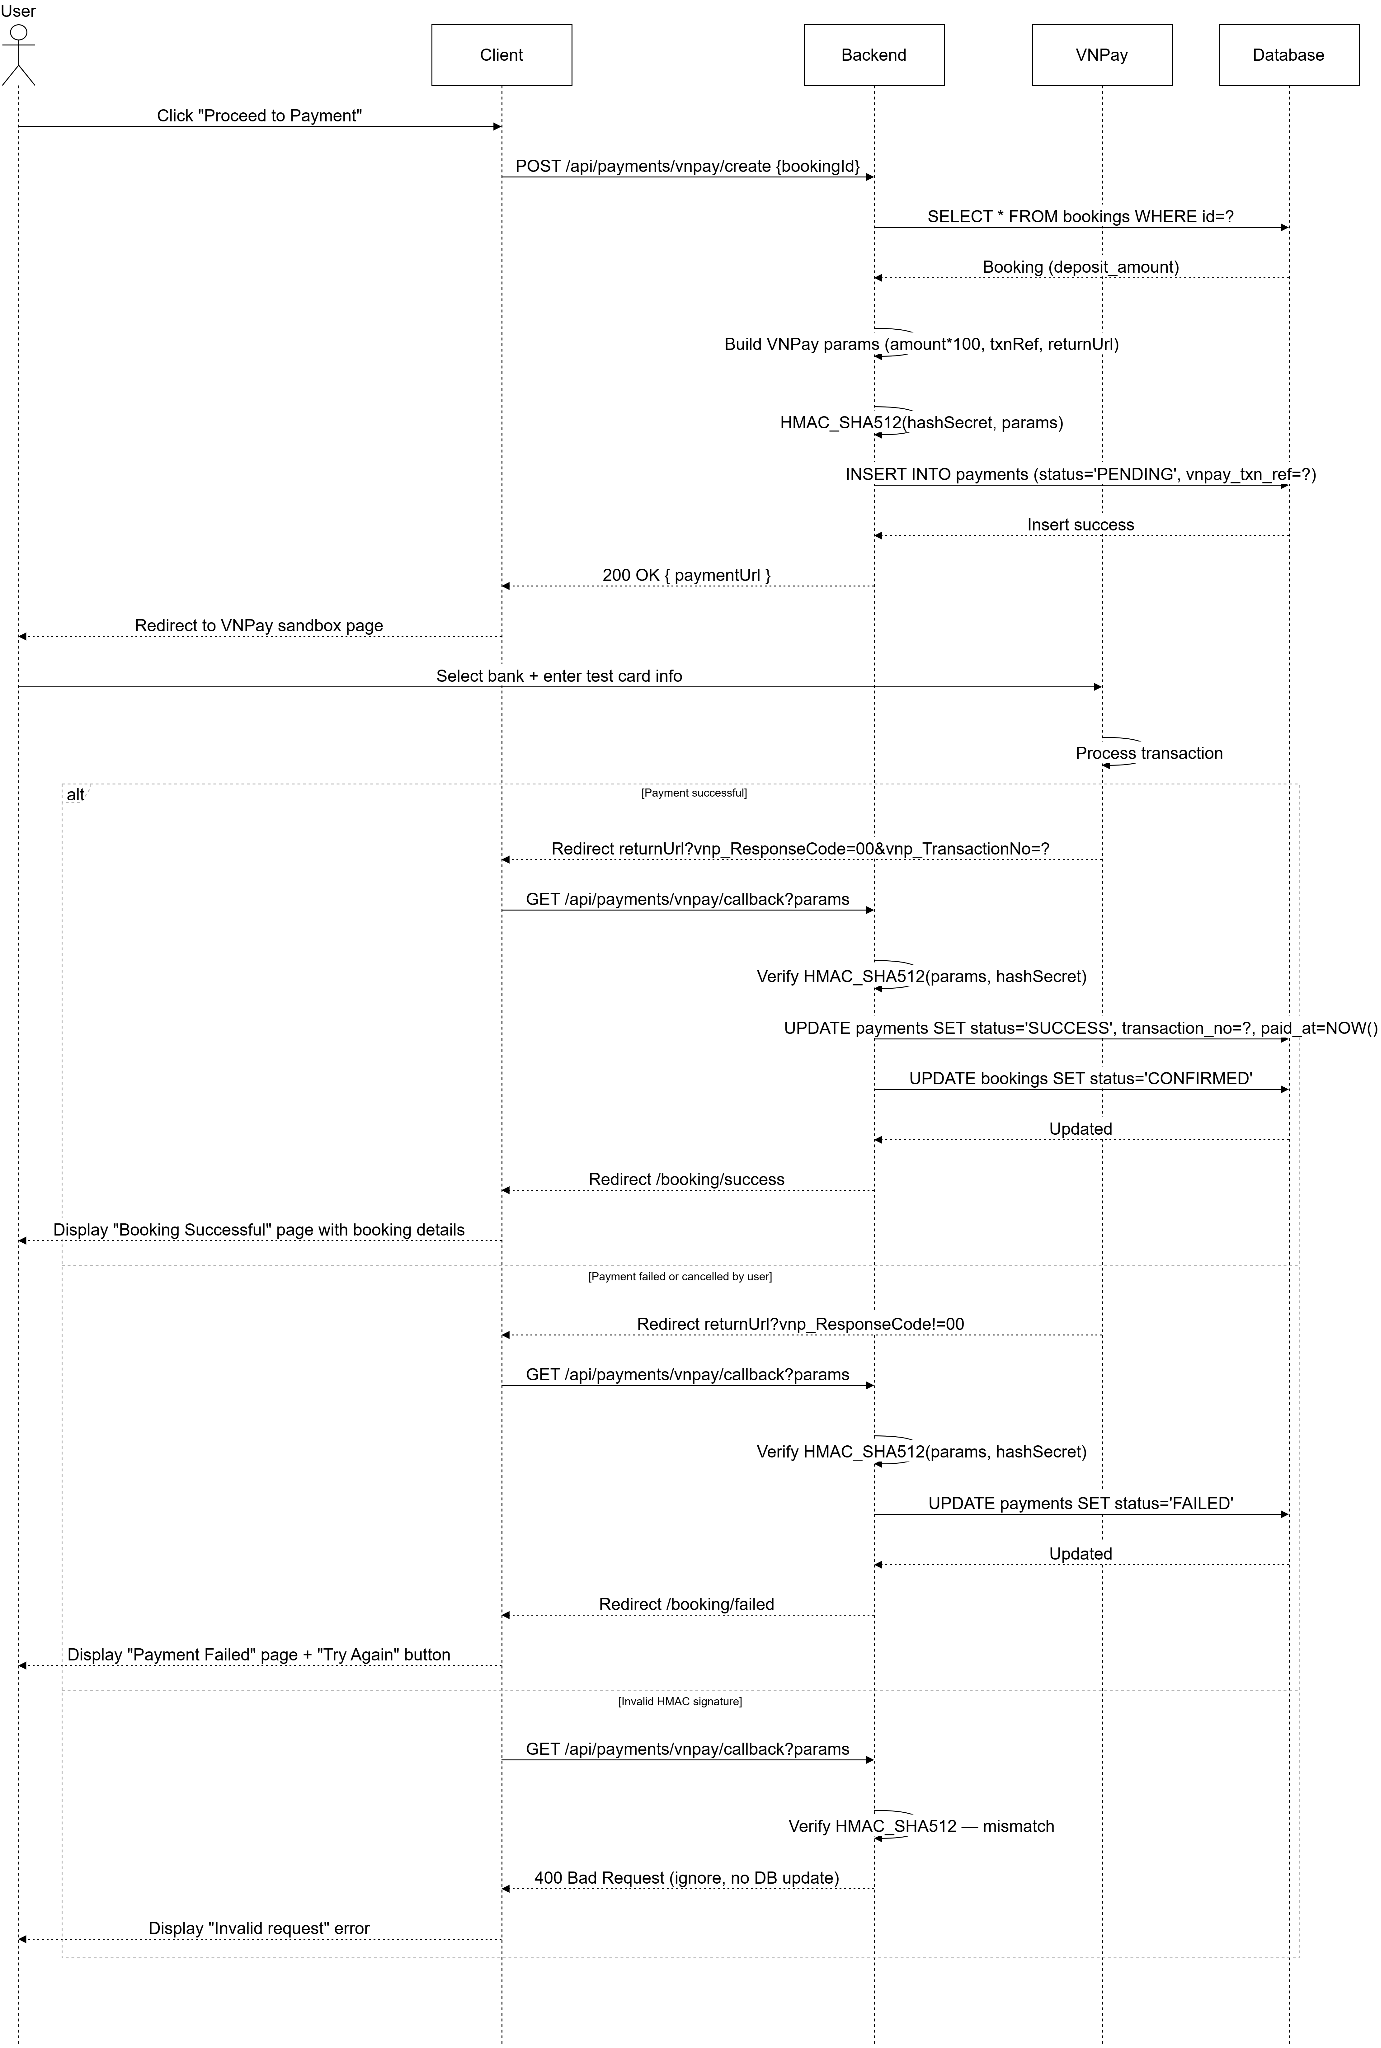 User
Client
Backend
VNPay
Database
Click "Proceed to Payment"
POST /api/payments/vnpay/create {bookingId}
SELECT * FROM bookings WHERE id=?
Booking (deposit_amount)
Build VNPay params (amount*100, txnRef, returnUrl)
HMAC_SHA512(hashSecret, params)
INSERT INTO payments (status='PENDING', vnpay_txn_ref=?)
Insert success
200 OK { paymentUrl }
Redirect to VNPay sandbox page
Select bank + enter test card info
Process transaction
alt
[Payment successful]
Redirect returnUrl?vnp_ResponseCode=00&vnp_TransactionNo=?
GET /api/payments/vnpay/callback?params
Verify HMAC_SHA512(params, hashSecret)
UPDATE payments SET status='SUCCESS', transaction_no=?, paid_at=NOW()
UPDATE bookings SET status='CONFIRMED'
Updated
Redirect /booking/success
Display "Booking Successful" page with booking details
[Payment failed or cancelled by user]
Redirect returnUrl?vnp_ResponseCode!=00
GET /api/payments/vnpay/callback?params
Verify HMAC_SHA512(params, hashSecret)
UPDATE payments SET status='FAILED'
Updated
Redirect /booking/failed
Display "Payment Failed" page + "Try Again" button
[Invalid HMAC signature]
GET /api/payments/vnpay/callback?params
Verify HMAC_SHA512 — mismatch
400 Bad Request (ignore, no DB update)
Display "Invalid request" error